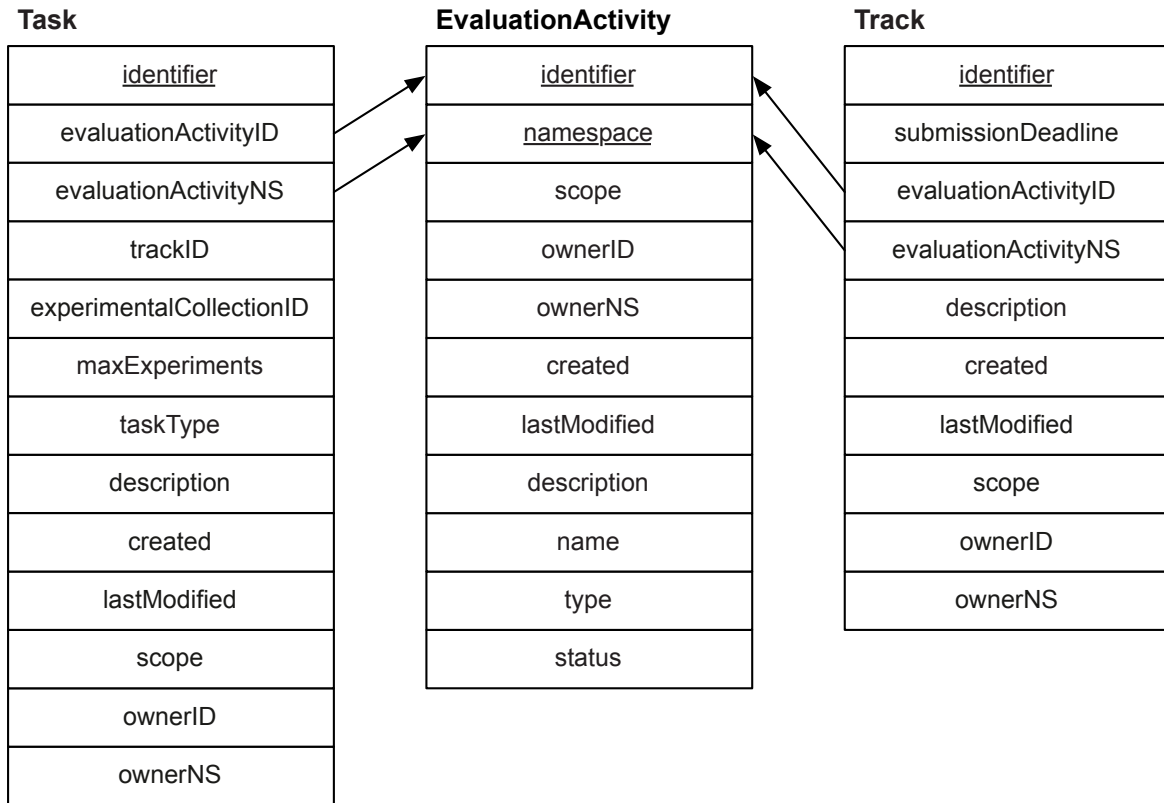 Task
identifier
evaluationActivityID
evaluationActivityNS
trackID
experimentalCollectionID
maxExperiments
taskType
description
created
lastModified
scope
ownerID
ownerNS
EvaluationActivity
identifier
namespace
scope
ownerID
ownerNS
created
lastModified
description
name
type
status
Track
identifier
submissionDeadline
evaluationActivityID
evaluationActivityNS
description
created
lastModified
scope
ownerID
ownerNS